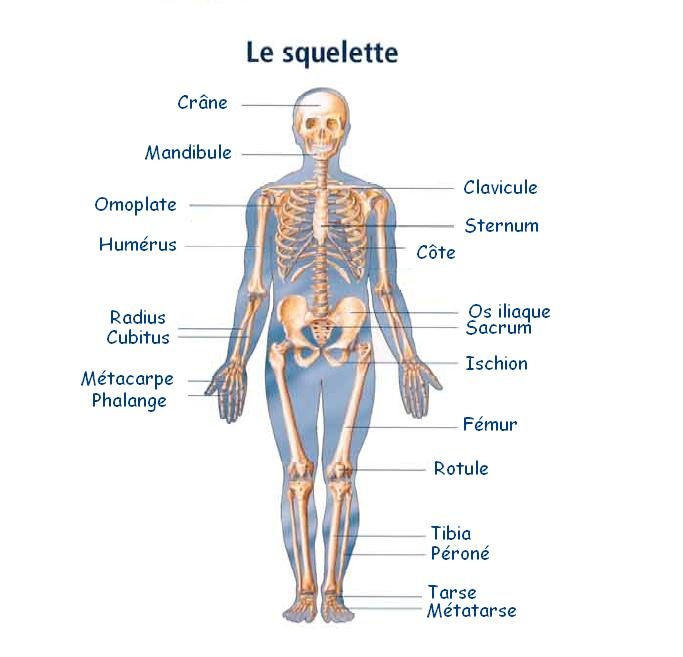 Le squelette
Crâne
Mandibule
Omoplate
Humérus
Radius
Cubitus
Métacarpe
Phalange
Clavicule
Sternum
Côte
Os iliaque
Sacrum
Ischion
Fémur
Rotule
Tibia
Péroné
Tarse
Métatarse